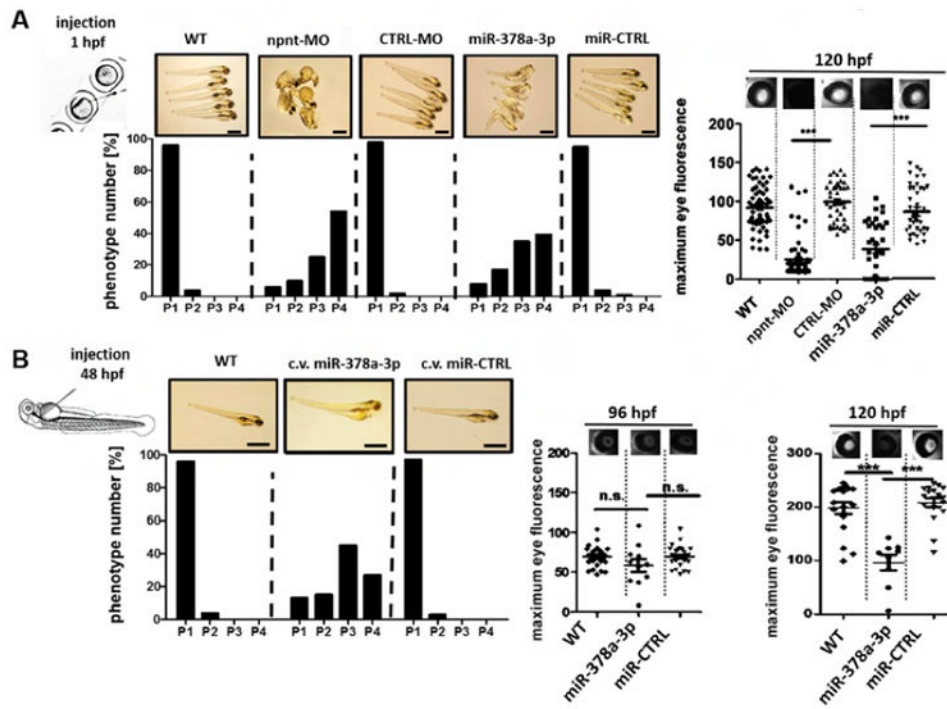 A
injection
1 hpf
WT
npnt-MO
CTRL-MO
miR-378a-3p
miR-CTRL
phenotype number [%]
100
80
60
40
20
0
P1 P2 P3 P4
P1 P2 P3 P4
P1 P2 P3 P4
P1 P2 P3 P4
P1 P2 P3 P4
120 hpf
maximum eye fluorescence
200
150
100
50
0
***
***
WT
npnt-MO
CTRL-MO
miR-378a-3p
miR-CTRL
B
injection
48 hpf
WT
c.v. miR-378a-3p
c.v. miR-CTRL
phenotype number [%]
100
80
60
40
20
0
P1 P2 P3 P4
P1 P2 P3 P4
P1 P2 P3 P4
96 hpf
maximum eye fluorescence
200
150
100
50
0
n.s.
n.s.
WT
miR-378a-3p
miR-CTRL
120 hpf
maximum eye fluorescence
300
200
100
0
***
***
WT
miR-378a-3p
miR-CTRL